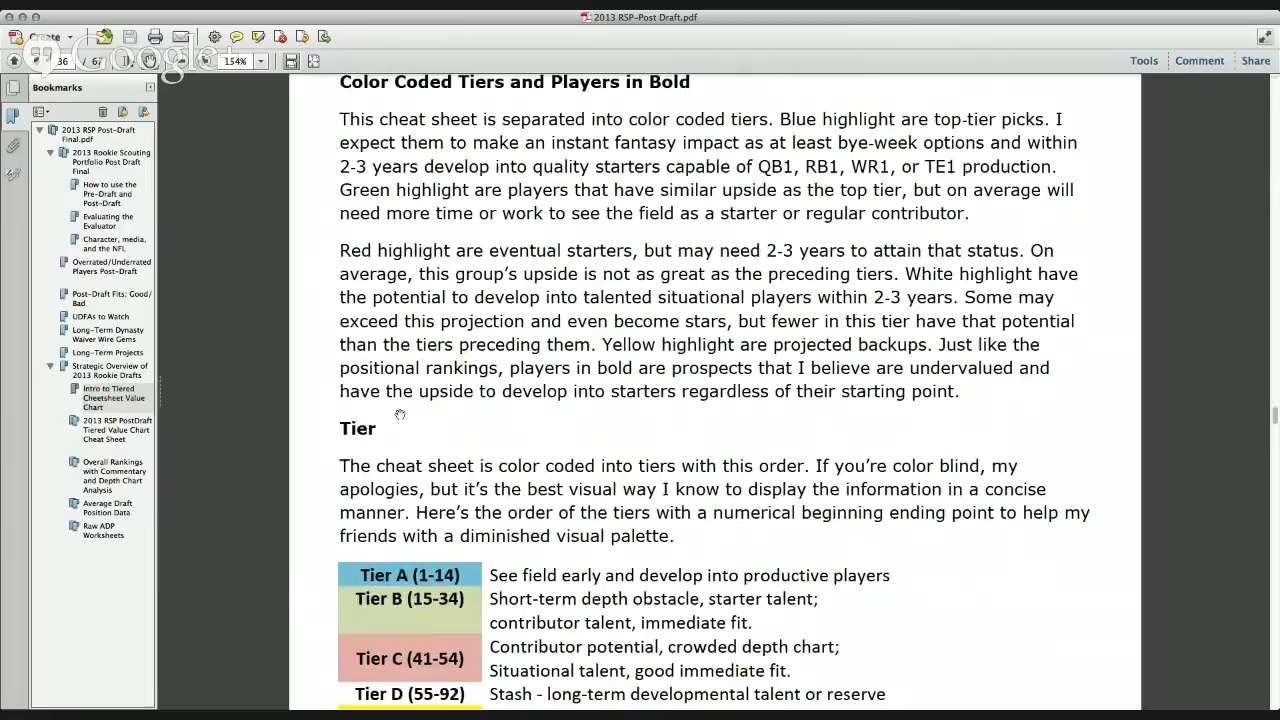 2013 RSP-Post Draft.pdf
Create
Google+
36 / 6
154%
Tools
Comment
Share
Bookmarks
2013 RSP Post-Draft
Final.pdf
2013 Rookie Scouting
Portfolio Post Draft
Final
How to use the
Pre-Draft and
Post-Draft
Evaluating the
Evaluator
Character, media,
and the NFL
Overrated/Underrated
Players Post-Draft
Post-Draft Fits: Good/
Bad
UDFAs to Watch
Long-Term Dynasty
Waiver Wire Gems
Long-Term Projects
Strategic Overview of
2013 Rookie Drafts
Intro to Tiered
Cheetsheet Value
Chart
2013 RSP PostDraft
Tiered Value Chart
Cheat Sheet
Overall Rankings
with Commentary
and Depth Chart
Analysis
Average Draft
Position Data
Raw ADP
Worksheets
Color Coded Tiers and Players in Bold
This cheat sheet is separated into color coded tiers. Blue highlight are top-tier picks. I
expect them to make an instant fantasy impact as at least bye-week options and within
2-3 years develop into quality starters capable of QB1, RB1, WR1, or TE1 production.
Green highlight are players that have similar upside as the top tier, but on average will
need more time or work to see the field as a starter or regular contributor.
Red highlight are eventual starters, but may need 2-3 years to attain that status. On
average, this group's upside is not as great as the preceding tiers. White highlight have
the potential to develop into talented situational players within 2-3 years. Some may
exceed this projection and even become stars, but fewer in this tier have that potential
than the tiers preceding them. Yellow highlight are projected backups. Just like the
positional rankings, players in bold are prospects that I believe are undervalued and
have the upside to develop into starters regardless of their starting point.
Tier
The cheat sheet is color coded into tiers with this order. If you're color blind, my
apologies, but it's the best visual way I know to display the information in a concise
manner. Here's the order of the tiers with a numerical beginning ending point to help my
friends with a diminished visual palette.
Tier A (1-14) See field early and develop into productive players
Tier B (15-34) Short-term depth obstacle, starter talent;
contributor talent, immediate fit.
Tier C (41-54) Contributor potential, crowded depth chart;
Situational talent, good immediate fit.
Tier D (55-92) Stash - long-term developmental talent or reserve